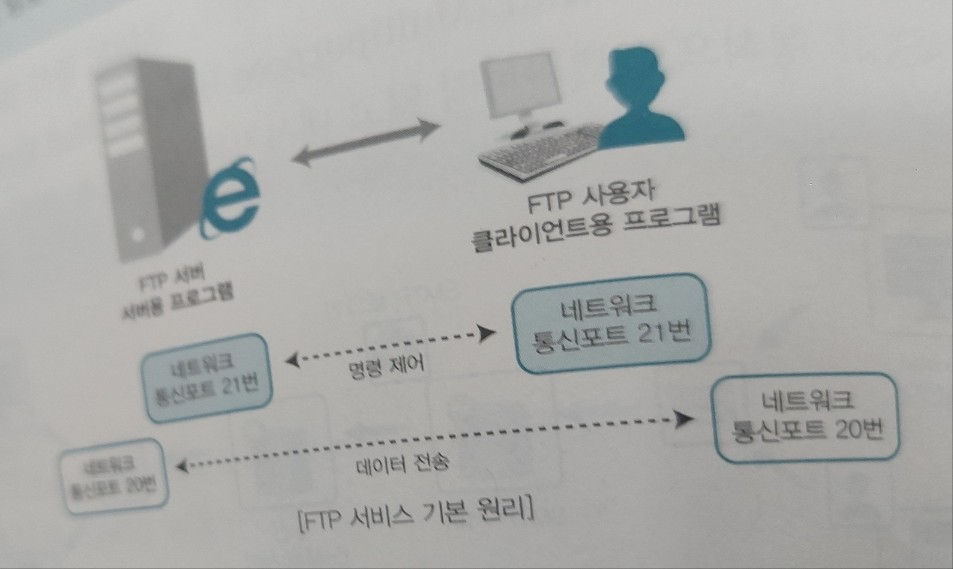 FTP 서버
서버용 프로그램
FTP 사용자
클라이언트용 프로그램
네트워크
통신포트 21번
명령 제어
네트워크
통신포트 21번
네트워크
통신포트 20번
데이터 전송
네트워크
통신포트 20번
[FTP 서비스 기본 원리]